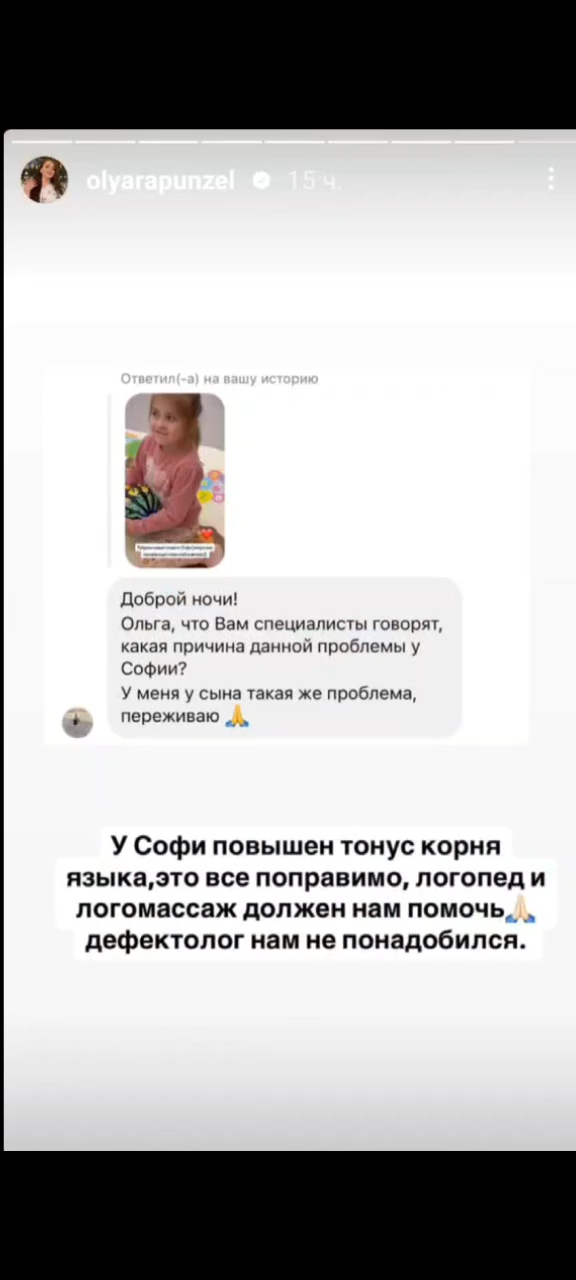 olyarapunzel 15 ч.
Ответил(-а) на вашу историю
Доброй ночи!
Ольга, что Вам специалисты говорят,
какая причина данной проблемы у
Софии?
У меня у сына такая же проблема,
переживаю 🙏
У Софи повышен тонус корня
языка,это все поправимо, логопед и
логомассаж должен нам помочь🙏🏻
дефектолог нам не понадобился.